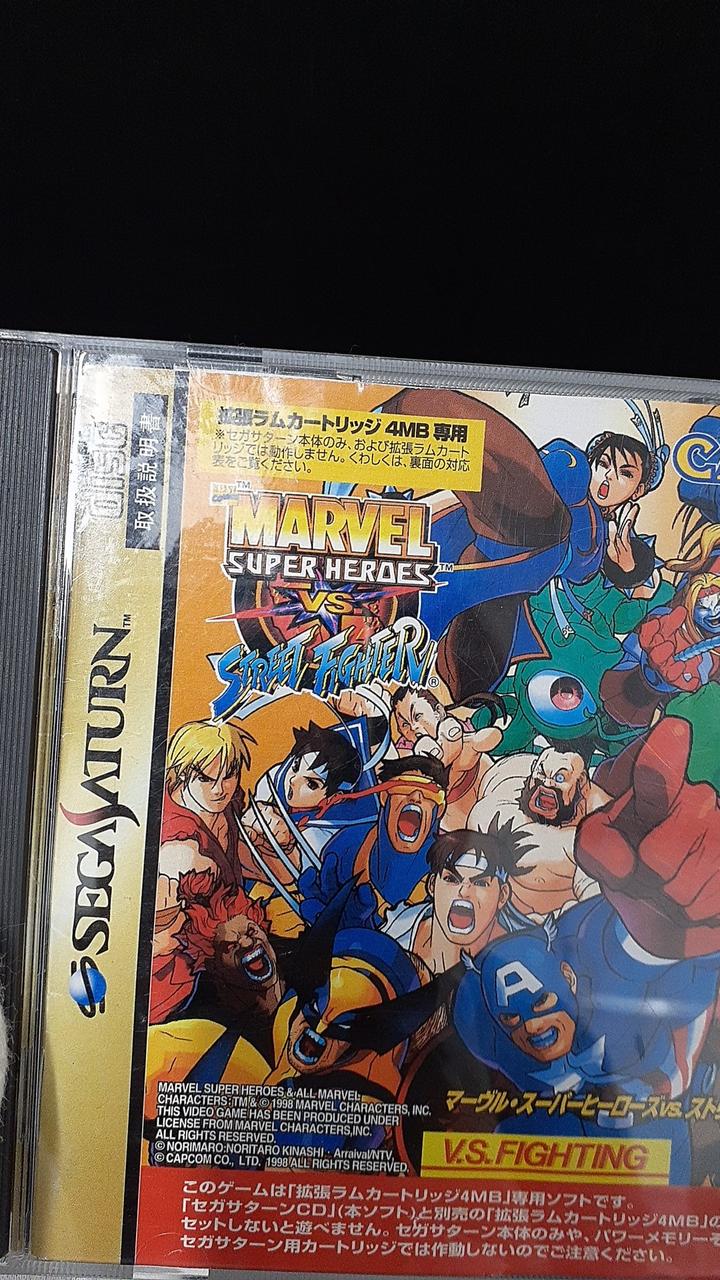 disc
取扱説明書
SEGA SATURN™
拡張ラムカートリッジ 4MB 専用
※セガサターン本体のみ、および拡張ラムカート
リッジでは動作しません。くわしくは、裏面の対応
表をご覧ください。
MARVEL™
SUPER HEROES™
VS
STREET FIGHTER®
A
マーヴル・スーパーヒーローズvs.スト
MARVEL SUPER HEROES & ALL MARVEL
CHARACTERS:TM & © 1998 MARVEL CHARACTERS, INC.
THIS VIDEO GAME HAS BEEN PRODUCED UNDER
LICENSE FROM MARVEL CHARACTERS,INC.
ALL RIGHTS RESERVED.
© NORIMARO:NORITARO KINASHI・Arraival/NTV,
© CAPCOM CO., LTD. 1998 ALL RIGHTS RESERVED.
V.S. FIGHTING
このゲームは「拡張ラムカートリッジ4MB」専用ソフトです。
「セガサターンCD」(本ソフト)と別売の「拡張ラムカートリッジ4MB」の
セットしないと遊べません。セガサターン本体のみや、パワーメモリーそ
セガサターン用カートリッジでは作動しないのでご注意ください。